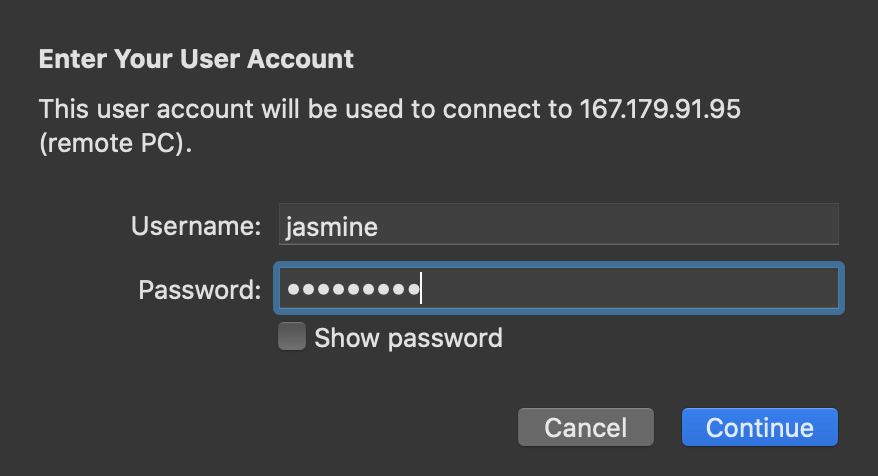 Enter Your User Account
This user account will be used to connect to 167.179.91.95
(remote PC).
Username: jasmine
Password: •••••••••
Show password
Cancel Continue